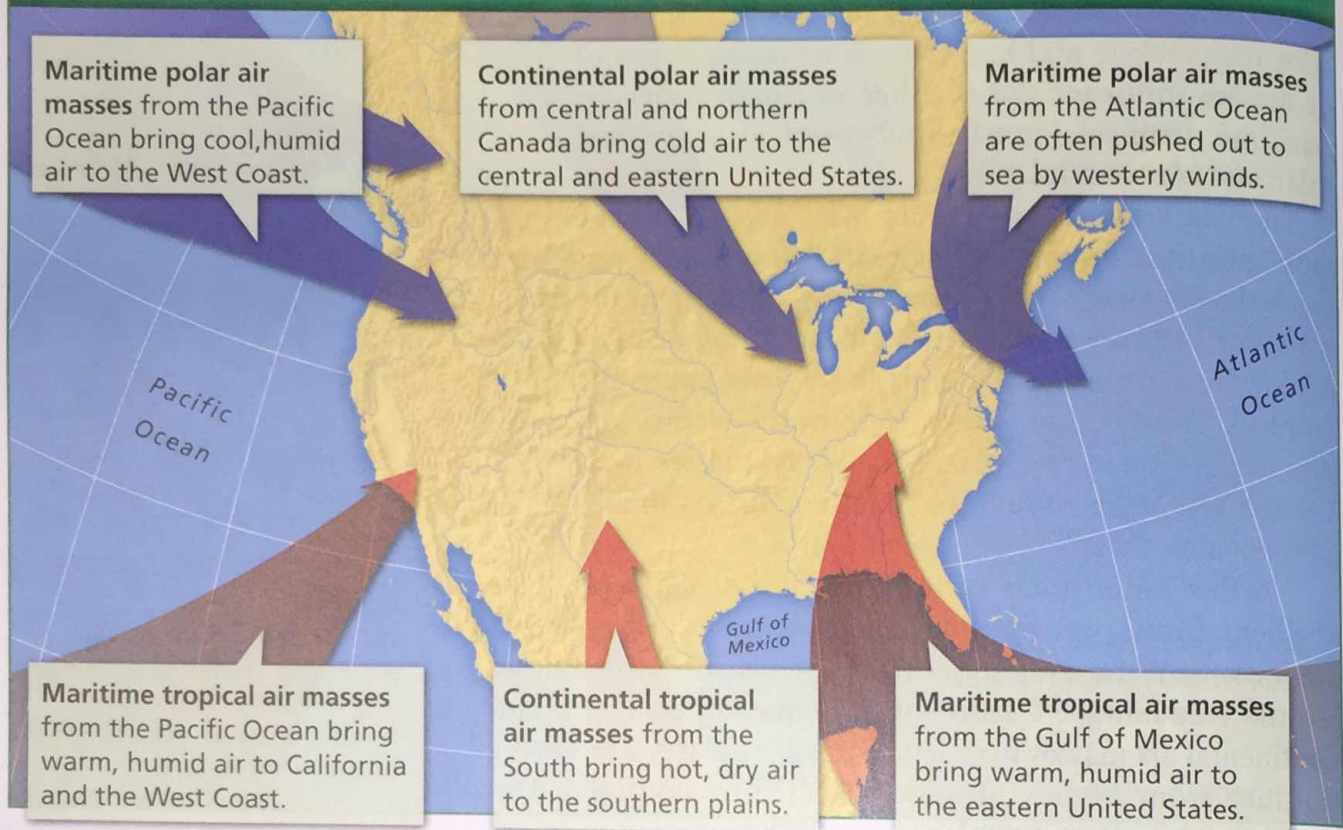 Maritime polar air
masses from the Pacific
Ocean bring cool,humid
air to the West Coast.
Continental polar air masses
from central and northern
Canada bring cold air to the
central and eastern United States.
Maritime polar air masses
from the Atlantic Ocean
are often pushed out to
sea by westerly winds.
Pacific
Ocean
Atlantic
Ocean
Gulf of
Mexico
Maritime tropical air masses
from the Pacific Ocean bring
warm, humid air to California
and the West Coast.
Continental tropical
air masses from the
South bring hot, dry air
to the southern plains.
Maritime tropical air masses
from the Gulf of Mexico
bring warm, humid air to
the eastern United States.